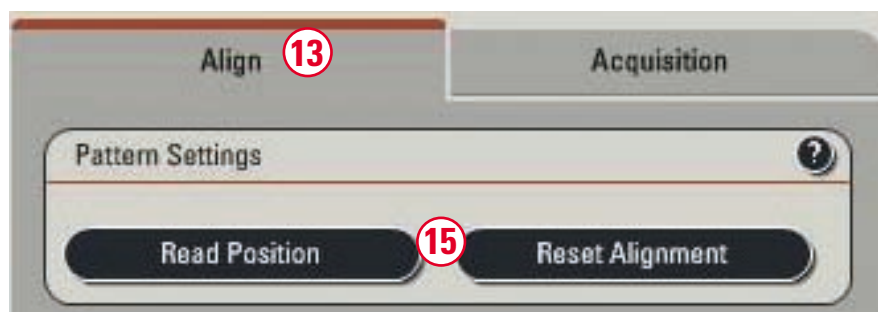 Align 13 Acquisition
Pattern Settings ?
Read Position 15 Reset Alignment